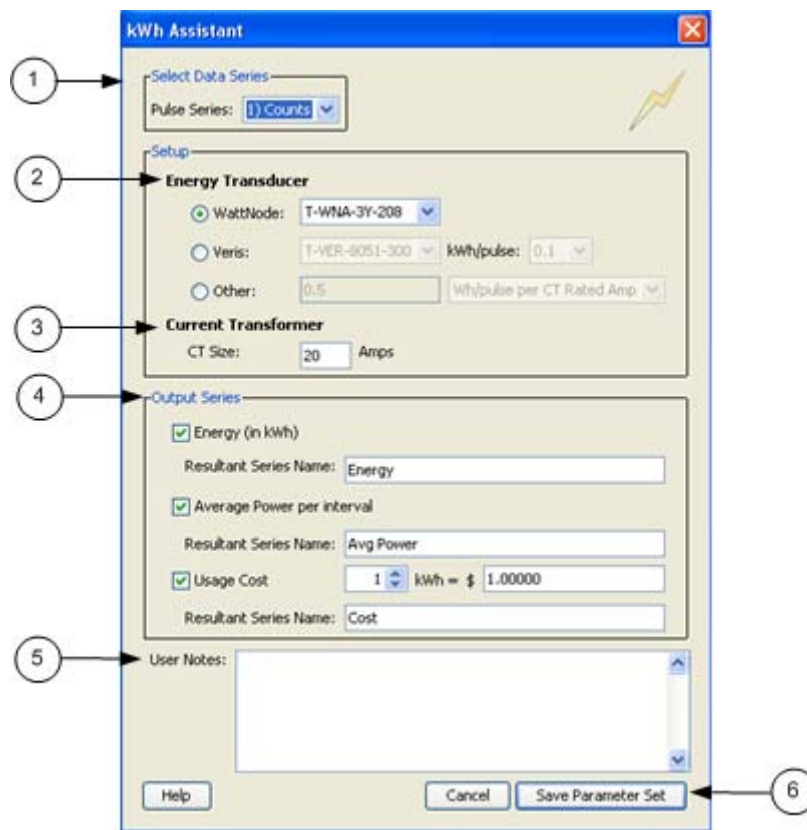 kWh Assistant
1
Select Data Series
Pulse Series: 1) Counts
Setup
2
Energy Transducer
WattNode: T-WNA-3Y-208
Veris: T-VER-8051-300 kWh/pulse: 0.1
Other: 0.5 Wh/pulse per CT Rated Amp
3
Current Transformer
CT Size: 20 Amps
4
Output Series
Energy (in kWh)
Resultant Series Name: Energy
Average Power per interval
Resultant Series Name: Avg Power
Usage Cost 1 kWh = $ 1.00000
Resultant Series Name: Cost
5
User Notes:
Help Cancel Save Parameter Set
6